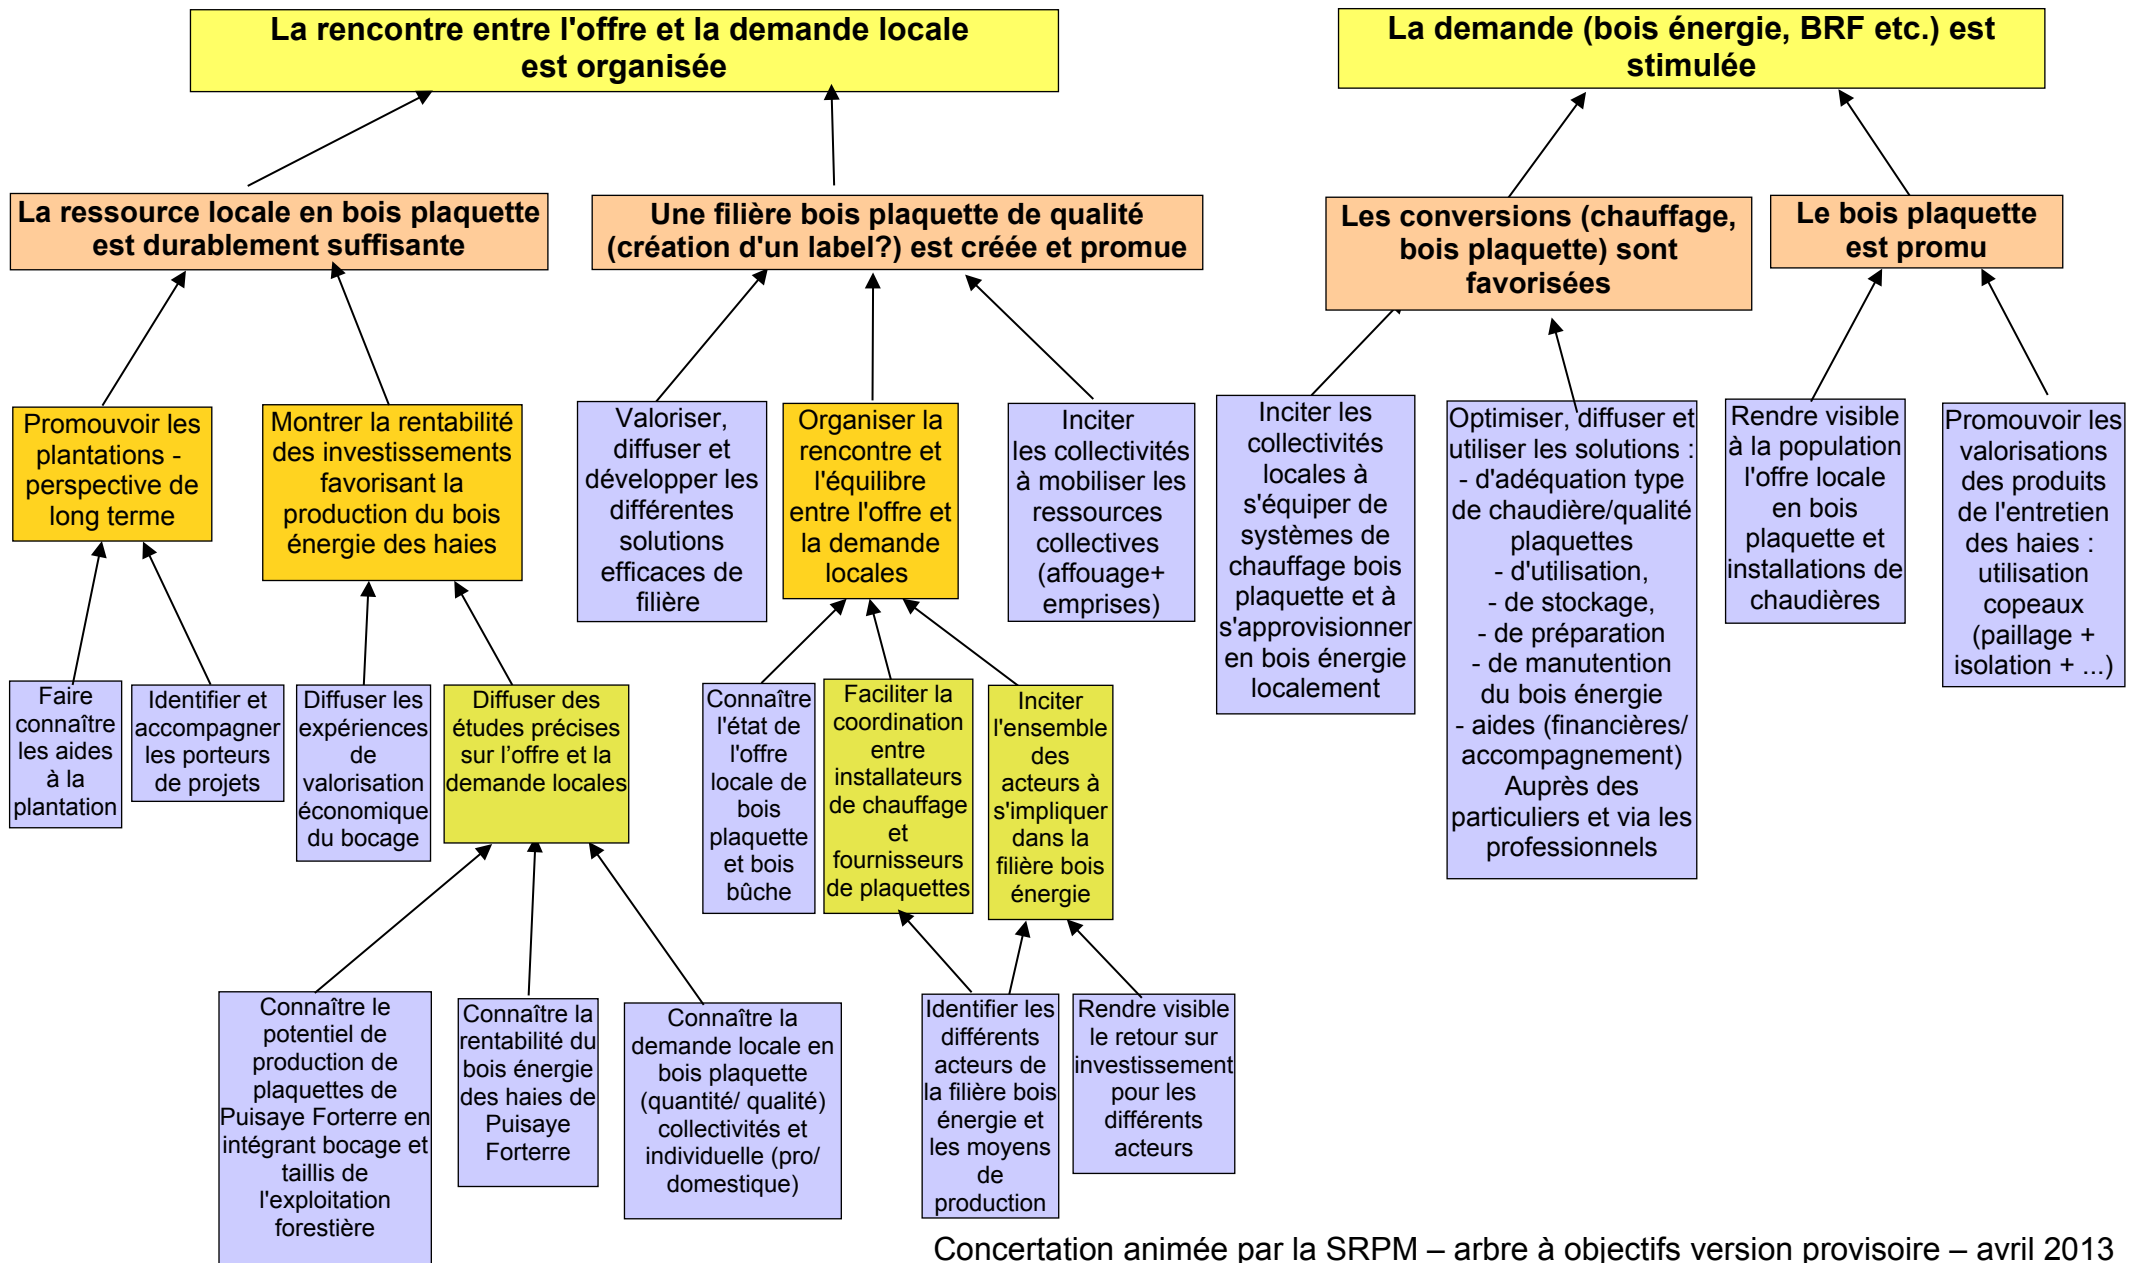 La rencontre entre l'offre et la demande locale
est organisée
La demande (bois énergie, BRF etc.) est
stimulée
La ressource locale en bois plaquette
est durablement suffisante
Une filière bois plaquette de qualité
(création d'un label?) est créée et promue
Les conversions (chauffage,
bois plaquette) sont
favorisées
Le bois plaquette
est promu
Promouvoir les
plantations -
perspective de
long terme
Montrer la rentabilité
des investissements
favorisant la
production du bois
énergie des haies
Valoriser,
diffuser et
développer les
différentes
solutions
efficaces de
filière
Organiser la
rencontre et
l'équilibre
entre l'offre et
la demande
locales
Inciter
les collectivités
à mobiliser les
ressources
collectives
(affouage+
emprises)
Inciter les
collectivités
locales à
s'équiper de
systèmes de
chauffage bois
plaquette et à
s'approvisionner
en bois énergie
localement
Optimiser, diffuser et
utiliser les solutions :
- d'adéquation type
de chaudière/qualité
plaquettes
- d'utilisation,
- de stockage,
- de préparation
- de manutention
du bois énergie
- aides (financières/
accompagnement)
Auprès des
particuliers et via les
professionnels
Rendre visible
à la population
l'offre locale
en bois
plaquette et
installations de
chaudières
Promouvoir les
valorisations
des produits
de l'entretien
des haies :
utilisation
copeaux
(paillage +
isolation + ...)
Faire
connaître
les aides
à la
plantation
Identifier et
accompagner
les porteurs
de projets
Diffuser les
expériences
de
valorisation
économique
du bocage
Diffuser des
études précises
sur l’offre et la
demande locales
Connaître
l'état de
l'offre
locale de
bois
plaquette
et bois
bûche
Faciliter la
coordination
entre
installateurs
de chauffage
et
fournisseurs
de plaquettes
Inciter
l'ensemble
des
acteurs à
s'impliquer
dans la
filière bois
énergie
Connaître le
potentiel de
production de
plaquettes de
Puisaye Forterre en
intégrant bocage et
taillis de
l'exploitation
forestière
Connaître la
rentabilité du
bois énergie
des haies de
Puisaye
Forterre
Connaître la
demande locale en
bois plaquette
(quantité/ qualité)
collectivités et
individuelle (pro/
domestique)
Identifier les
différents
acteurs de
la filière bois
énergie et
les moyens
de
production
Rendre visible
le retour sur
investissement
pour les
différents
acteurs
Concertation animée par la SRPM – arbre à objectifs version provisoire – avril 2013